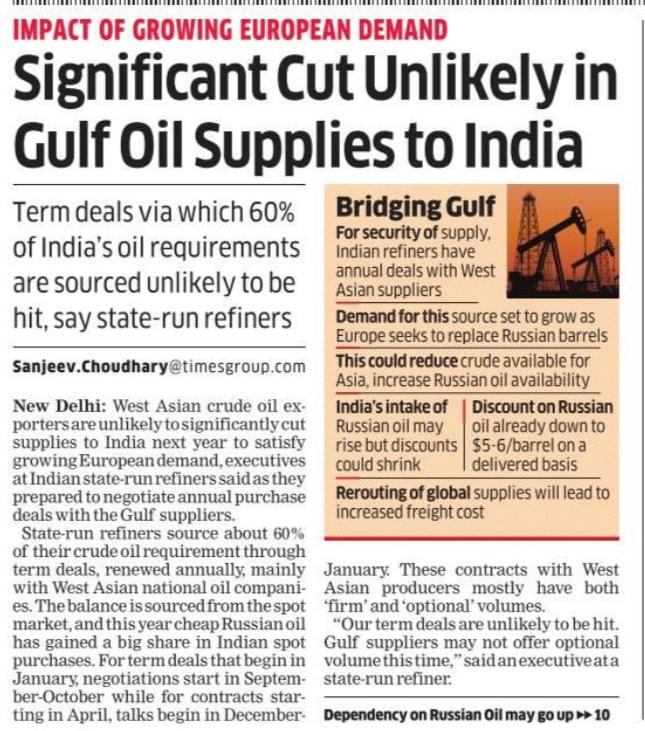 IMPACT OF GROWING EUROPEAN DEMAND
Significant Cut Unlikely in
Gulf Oil Supplies to India
Term deals via which 60%
of India's oil requirements
are sourced unlikely to be
hit, say state-run refiners
Sanjeev.Choudhary@timesgroup.com
New Delhi: West Asian crude oil ex-
porters are unlikely to significantly cut
supplies to India next year to satisfy
growing European demand, executives
at Indian state-run refiners said as they
prepared to negotiate annual purchase
deals with the Gulf suppliers.
State-run refiners source about 60%
of their crude oil requirement through
term deals, renewed annually, mainly
with West Asian national oil compani-
es. The balance is sourced from the spot
market, and this year cheap Russian oil
has gained a big share in Indian spot
purchases. For term deals that begin in
January, negotiations start in Septem-
ber-October while for contracts star-
ting in April, talks begin in December-
Bridging Gulf
For security of supply,
Indian refiners have
annual deals with West
Asian suppliers
Demand for this source set to grow as
Europe seeks to replace Russian barrels
This could reduce crude available for
Asia, increase Russian oil availability
India's intake of
Russian oil may
rise but discounts
could shrink
Discount on Russian
oil already down to
$5-6/barrel on a
delivered basis
Rerouting of global supplies will lead to
increased freight cost
January. These contracts with West
Asian producers mostly have both
'firm' and 'optional' volumes.
"Our term deals are unlikely to be hit.
Gulf suppliers may not offer optional
volume this time," said an executive at a
state-run refiner.
Dependency on Russian Oil may go up ▸▸ 10